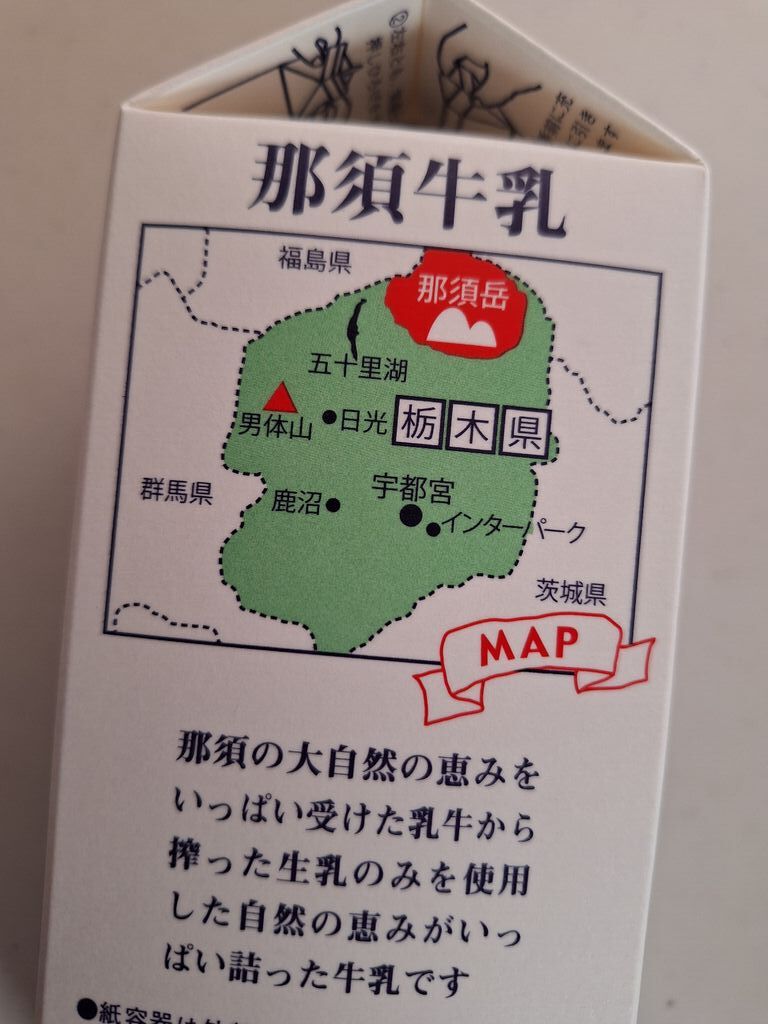 那須牛乳
福島県
那須岳
五十里湖
男体山
日光
栃木県
群馬県
鹿沼
宇都宮
インターパーク
茨城県
MAP
那須の大自然の恵みを
いっぱい受けた乳牛から
搾った生乳のみを使用
した自然の恵みがいっ
ぱい詰った牛乳です
●紙容器は